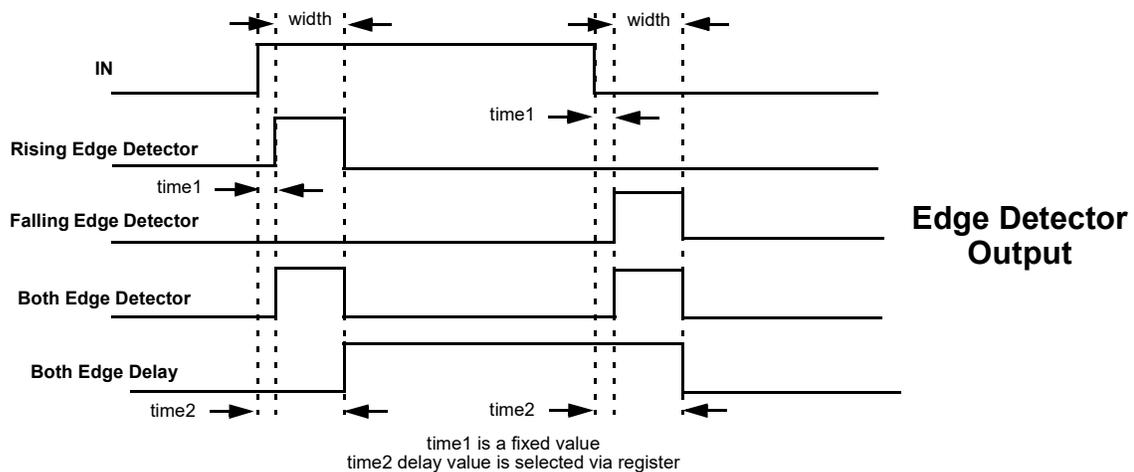 width
width
IN
time1
Rising Edge Detector
time1
Falling Edge Detector
Edge Detector
Output
Both Edge Detector
Both Edge Delay
time2
time2
time1 is a fixed value
time2 delay value is selected via register